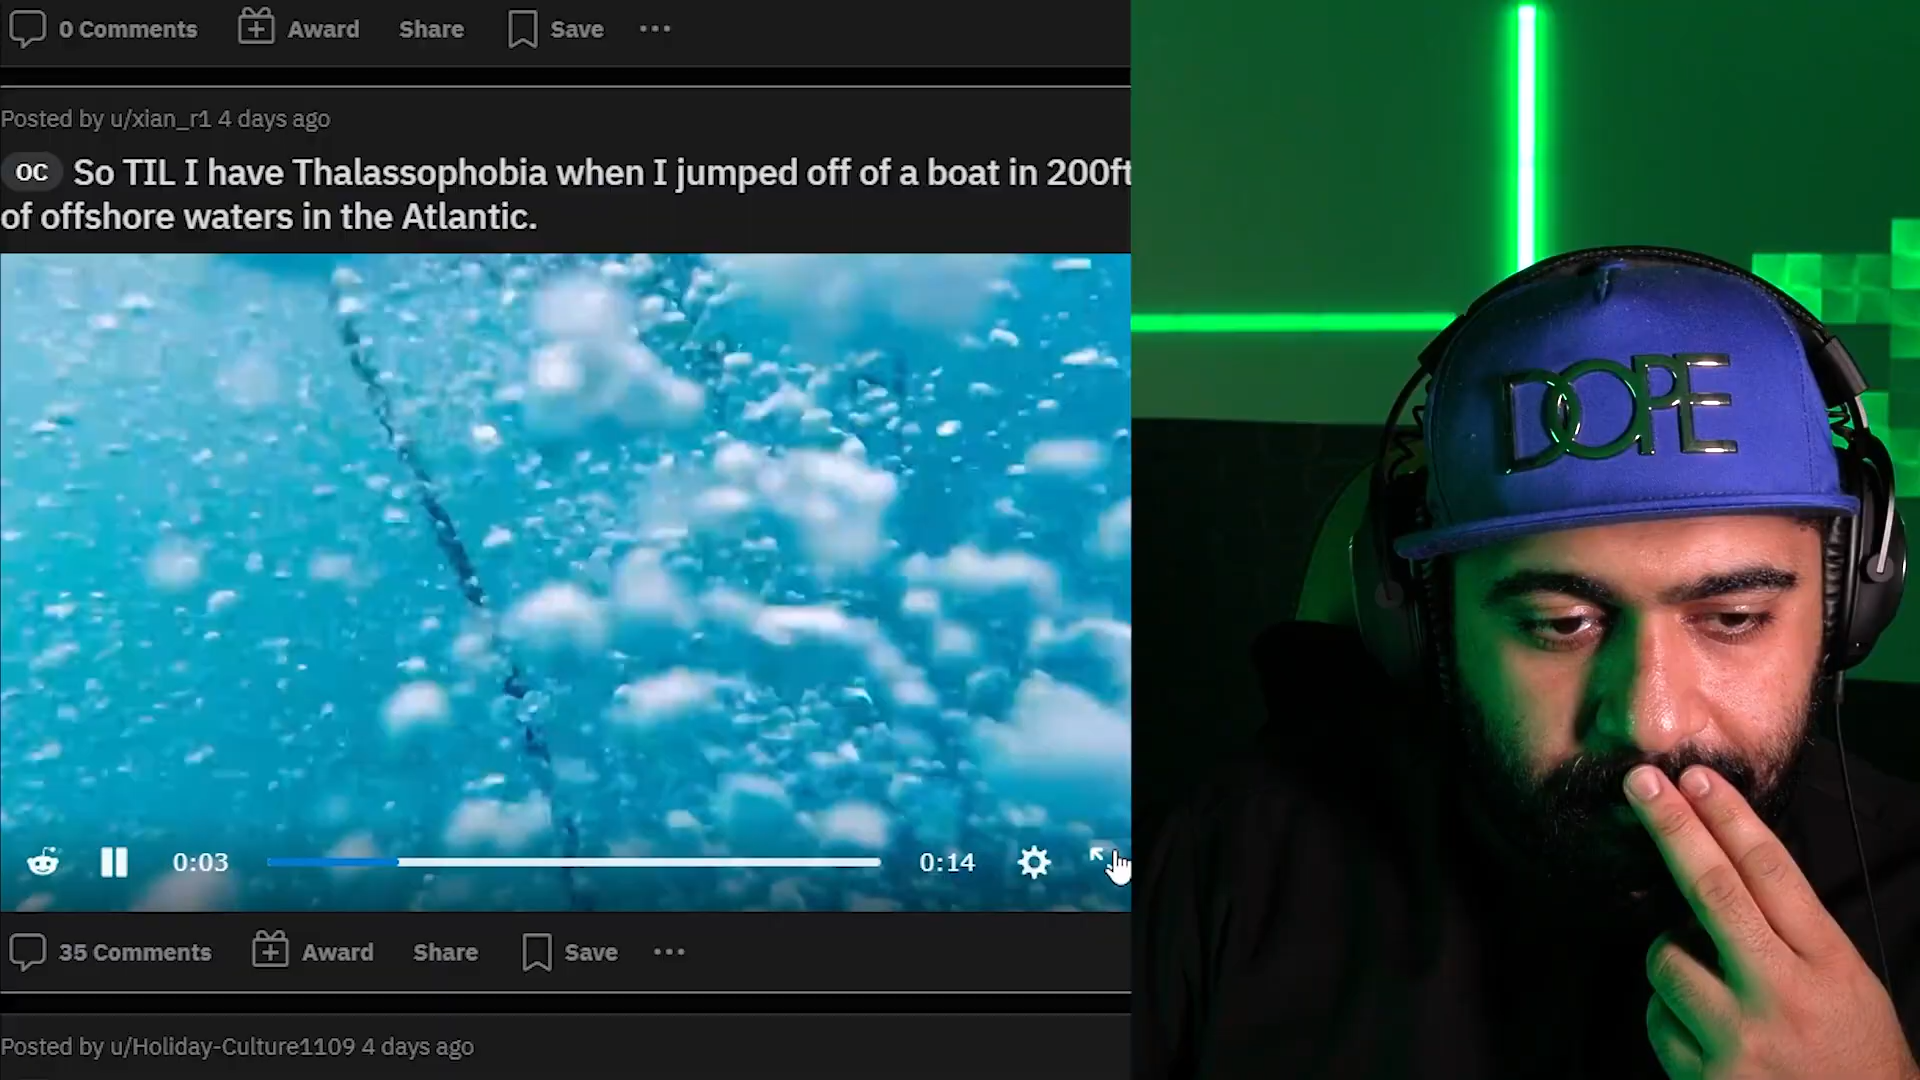 0 Comments Award Share Save
Posted by u/xian_r1 4 days ago
OC So TIL I have Thalassophobia when I jumped off of a boat in 200ft
of offshore waters in the Atlantic.
DOPE
0:03 0:14
35 Comments Award Share Save
Posted by u/Holiday-Culture1109 4 days ago